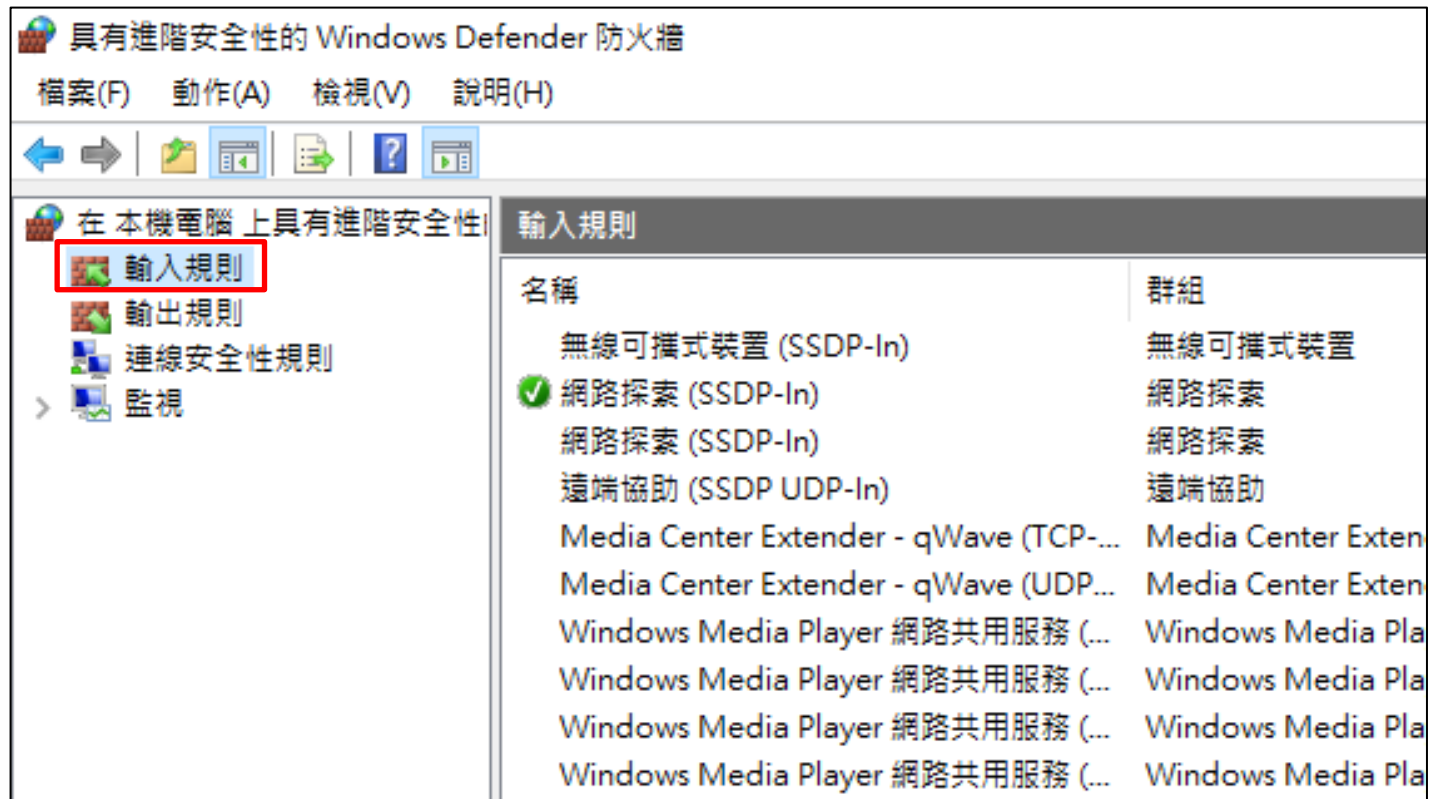 具有進階安全性的 Windows Defender 防火牆
檔案(F) 動作(A) 檢視(V) 說明(H)
在 本機電腦 上具有進階安全性
輸入規則
輸出規則
連線安全性規則
監視
輸入規則
名稱 群組
無線可攜式裝置 (SSDP-In) 無線可攜式裝置
網路探索 (SSDP-In) 網路探索
網路探索 (SSDP-In) 網路探索
遠端協助 (SSDP UDP-In) 遠端協助
Media Center Extender - qWave (TCP-... Media Center Exten
Media Center Extender - qWave (UDP... Media Center Exten
Windows Media Player 網路共用服務 (... Windows Media Pla
Windows Media Player 網路共用服務 (... Windows Media Pla
Windows Media Player 網路共用服務 (... Windows Media Pla
Windows Media Player 網路共用服務 (... Windows Media Pla